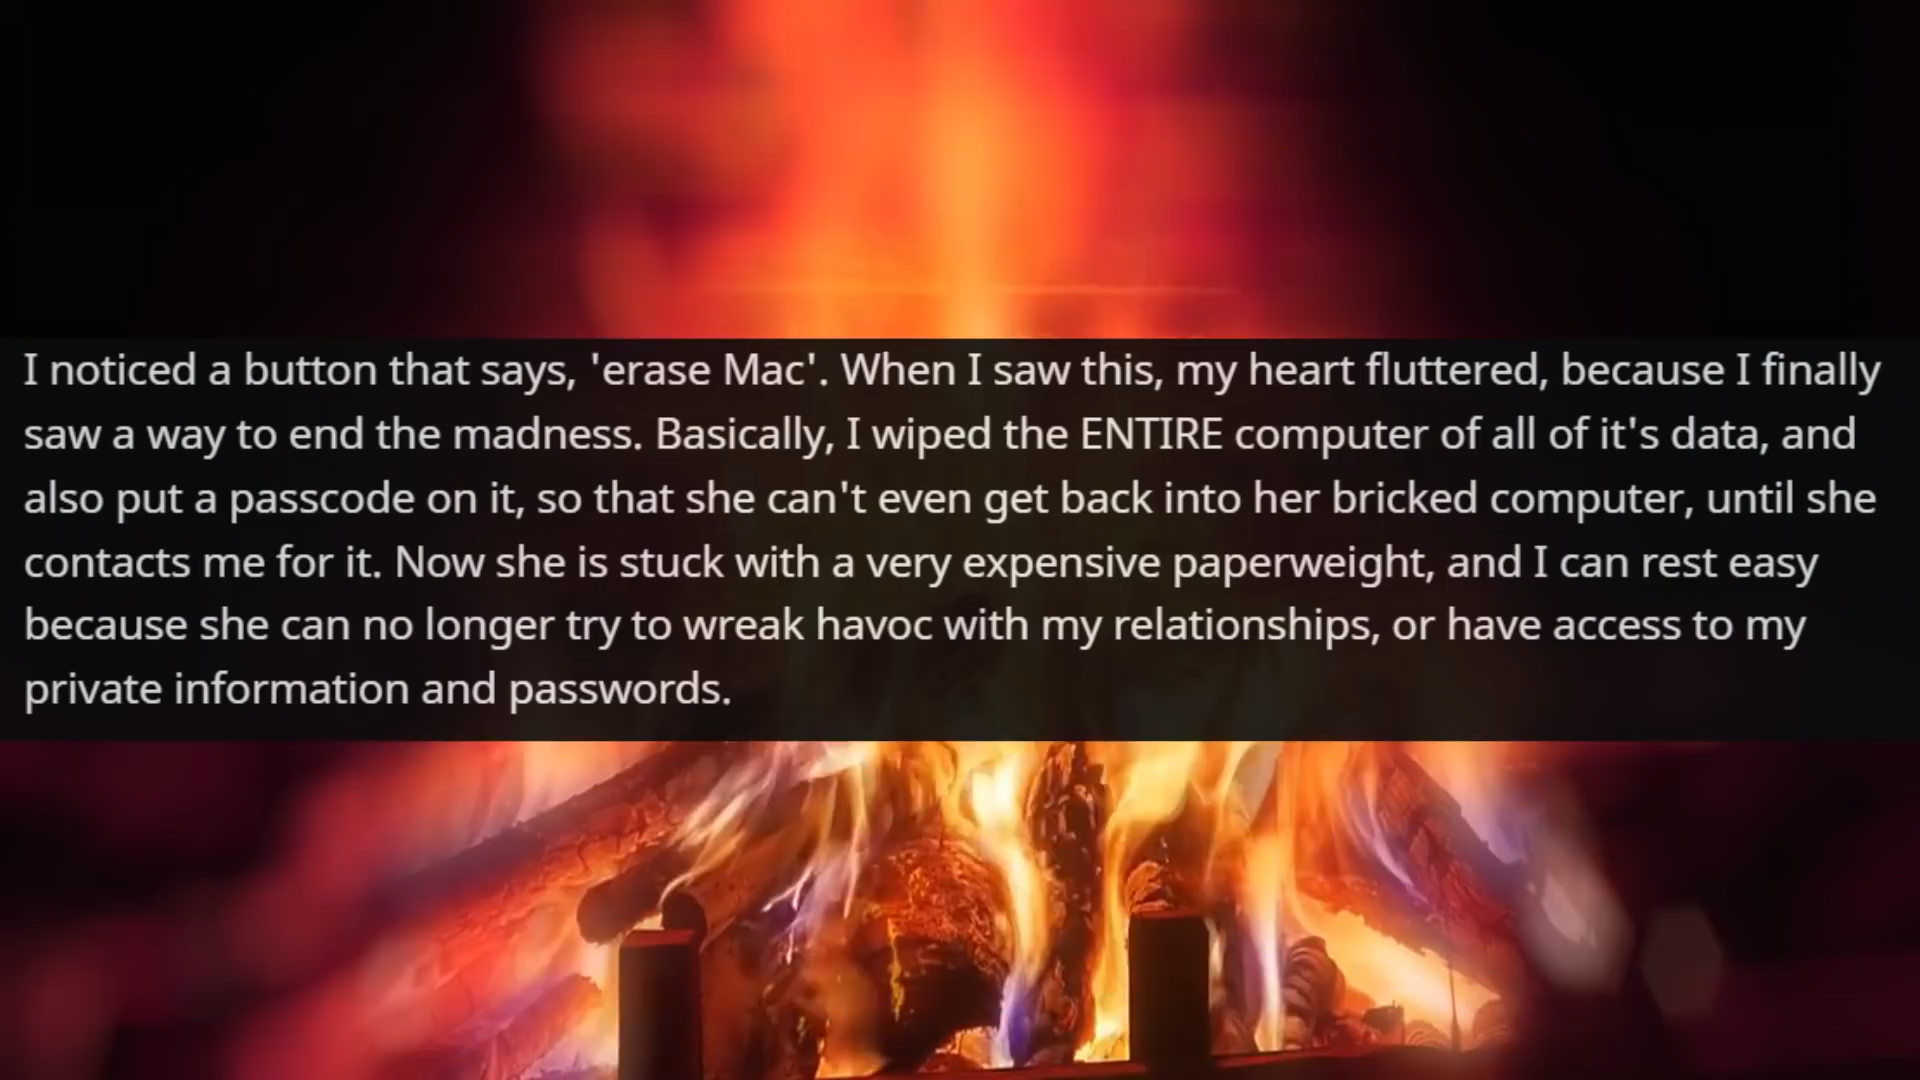 I noticed a button that says, 'erase Mac'. When I saw this, my heart fluttered, because I finally
saw a way to end the madness. Basically, I wiped the ENTIRE computer of all of it's data, and
also put a passcode on it, so that she can't even get back into her bricked computer, until she
contacts me for it. Now she is stuck with a very expensive paperweight, and I can rest easy
because she can no longer try to wreak havoc with my relationships, or have access to my
private information and passwords.